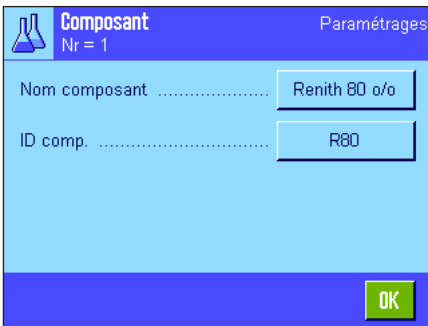 Composant Paramétrages
Nr = 1
Nom composant .................... Renith 80 o/o
ID comp. ............................... R80
OK